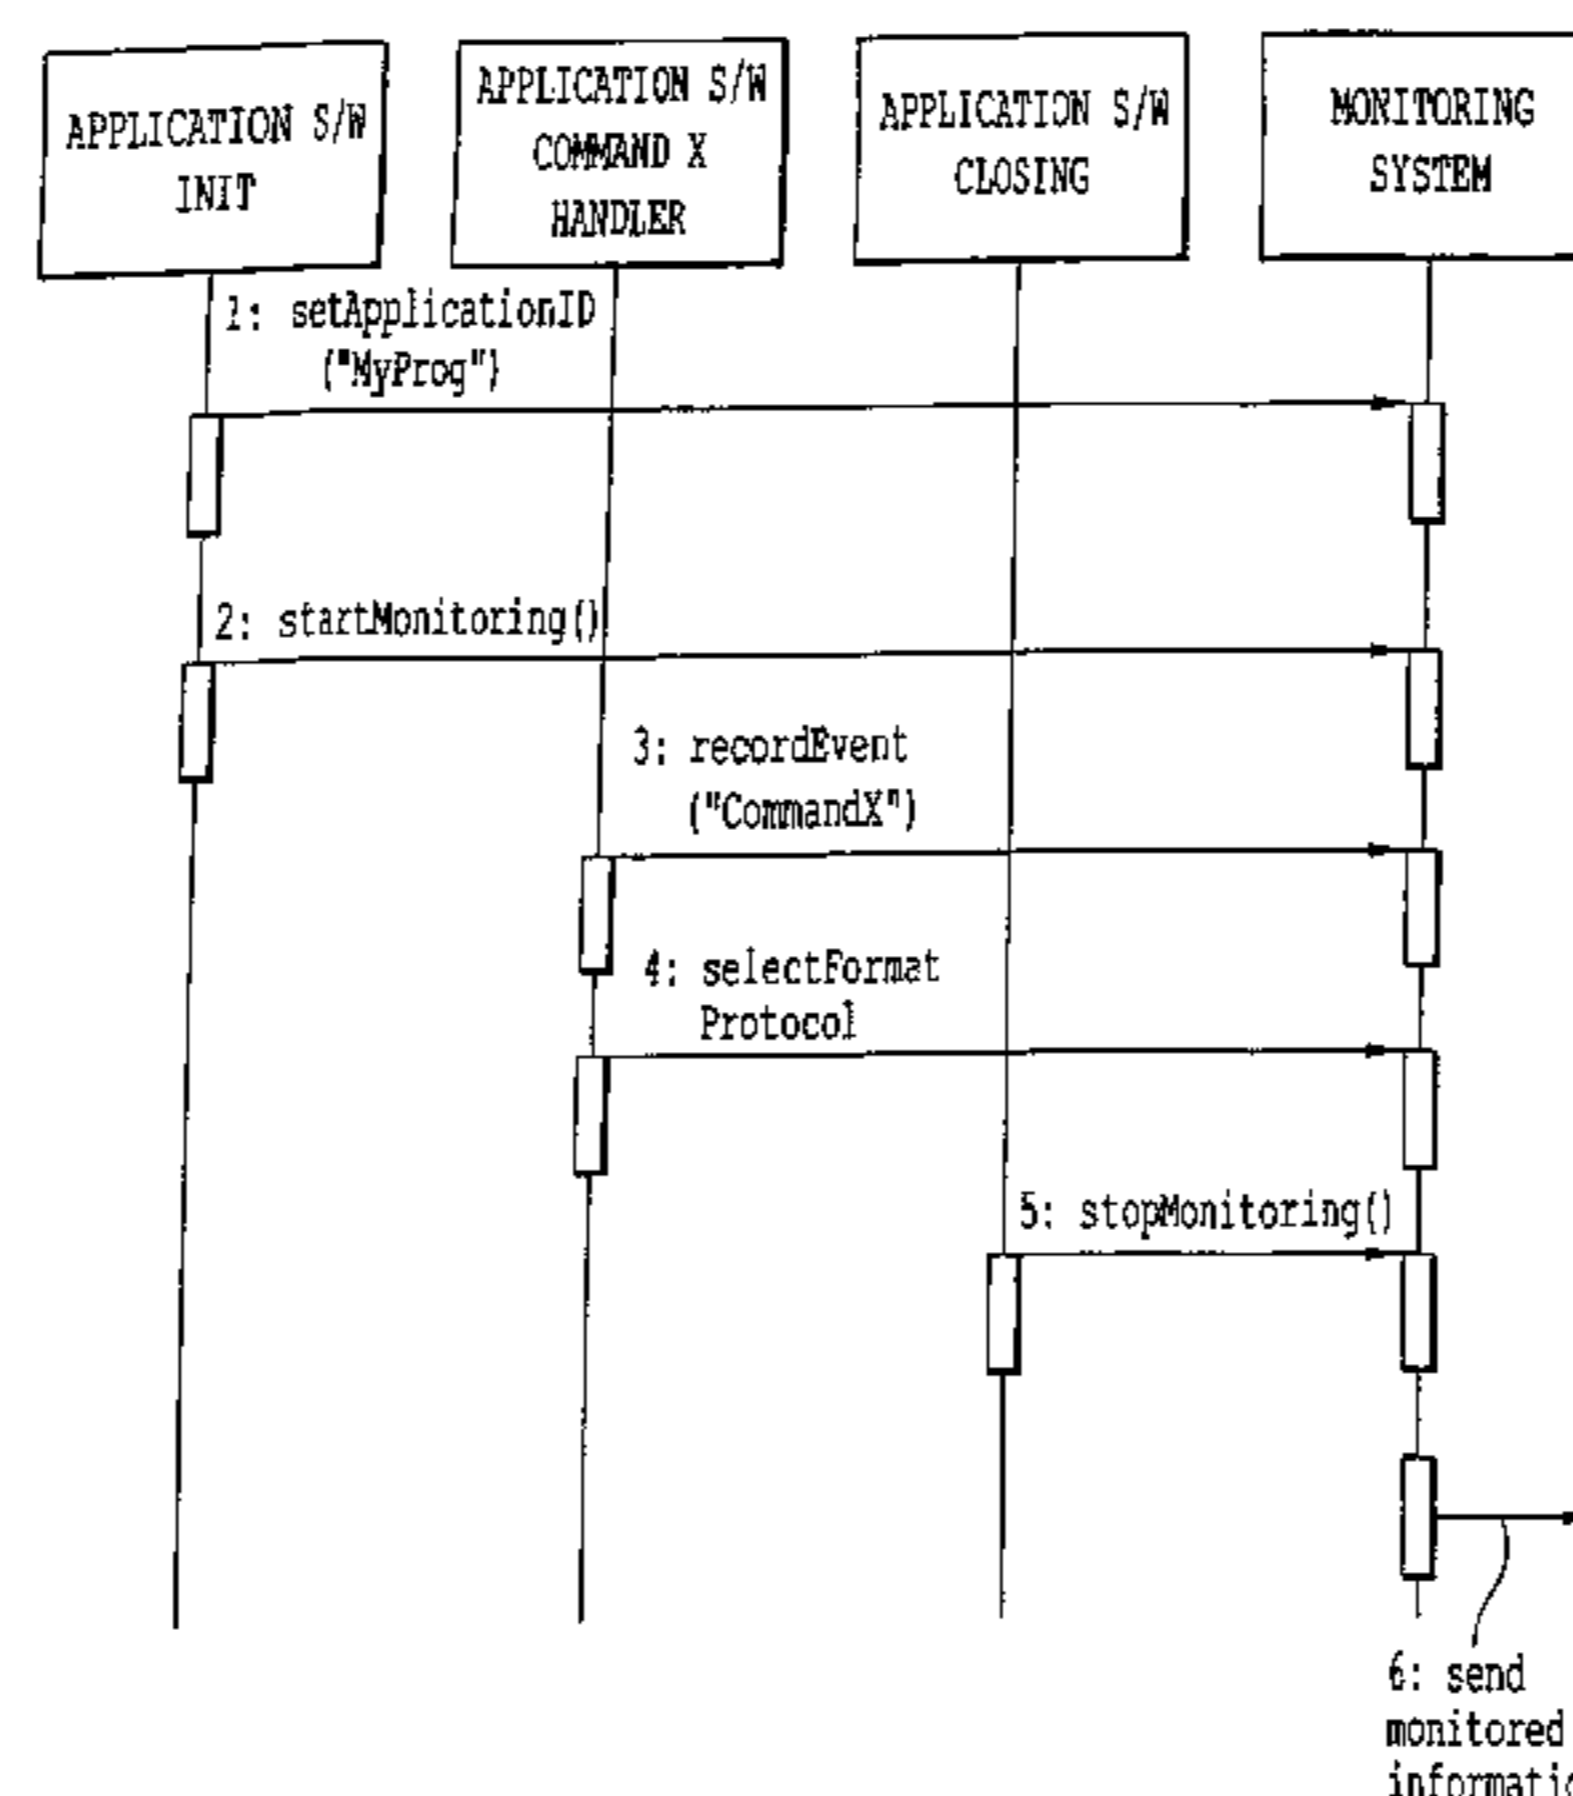 APPLICATION S/W
INIT
APPLICATION S/W
COMMAND X
HANDLER
APPLICATION S/W
CLOSING
MONITORING
SYSTEM
1: setApplicationID
("MyProg")
2: startMonitoring()
3: recordEvent
("CommandX")
4: selectFormat
Protocol
5: stopMonitoring()
6: send
monitored